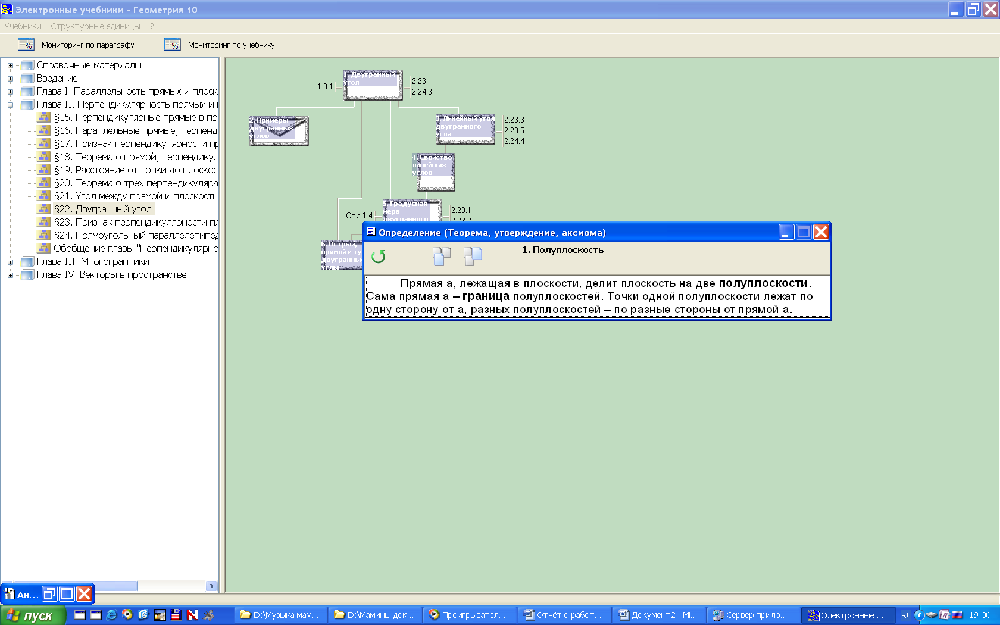 Электронные учебники - Геометрия 10
Учебники Структурные единицы ?
Мониторинг по параграфу Мониторинг по учебнику
Справочные материалы
Введение
Глава I. Параллельность прямых и плоск
Глава II. Перпендикулярность прямых и
§15. Перпендикулярные прямые в пр
§16. Параллельные прямые, перпенд
§17. Признак перпендикулярности пр
§18. Теорема о прямой, перпендикул
§19. Расстояние от точки до плоскос
§20. Теорема о трех перпендикуляра
§21. Угол между прямой и плоскость
§22. Двугранный угол
§23. Признак перпендикулярности пл
§24. Прямоугольный параллелепипед
Обобщение главы "Перпендикулярнс
Глава III. Многогранники
Глава IV. Векторы в пространстве
1. Двугранный
угол
1.8.1
2.23.1
2.24.3
2. Примеры
двугранных
углов
3. Линейный угол
двугранного
угла
2.23.3
2.23.5
2.24.4
4. Свойство
линейных
углов
5. Градусная
мера
двугранного
Спр.1.4
2.23.1
2.23.2
6. Острый,
прямой и ту
двугранные
углы
Определение (Теорема, утверждение, аксиома)
1. Полуплоскость
Прямая а, лежащая в плоскости, делит плоскость на две полуплоскости.
Сама прямая а – граница полуплоскостей. Точки одной полуплоскости лежат по
одну сторону от а, разных полуплоскостей – по разные стороны от прямой а.
Ан...
пуск
D:\Музыка мам...
D:\Мамины док...
Проигрывател...
Отчёт о работ...
Документ2 - Mi...
Сервер прило...
Электронные ...
RU
19:00